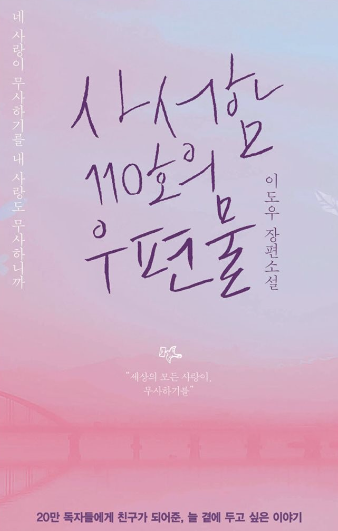 네 사랑이 무사하기를 내 사랑도 무사하니까
사서함
110호의
우편물
이도우 장편소설
"세상의 모든 사랑이,
무사하기를"
20만 독자들에게 친구가 되어준, 늘 곁에 두고 싶은 이야기